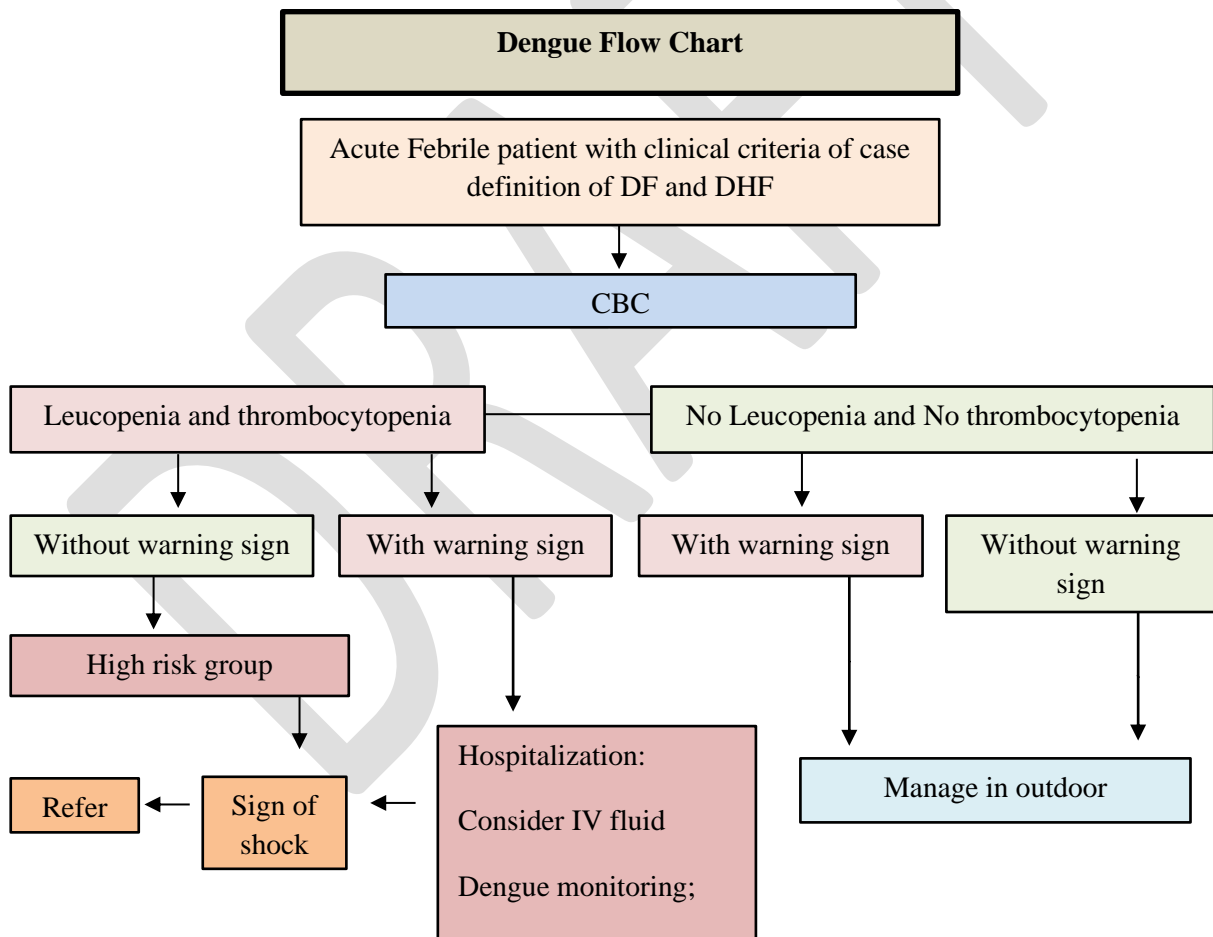 Dengue Flow Chart
Acute Febrile patient with clinical criteria of case
definition of DF and DHF
CBC
Leucopenia and thrombocytopenia
No Leucopenia and No thrombocytopenia
Without warning sign
With warning sign
With warning sign
Without warning
sign
High risk group
Hospitalization:
Consider IV fluid
Dengue monitoring;
Manage in outdoor
Refer
Sign of
shock
DRAFT